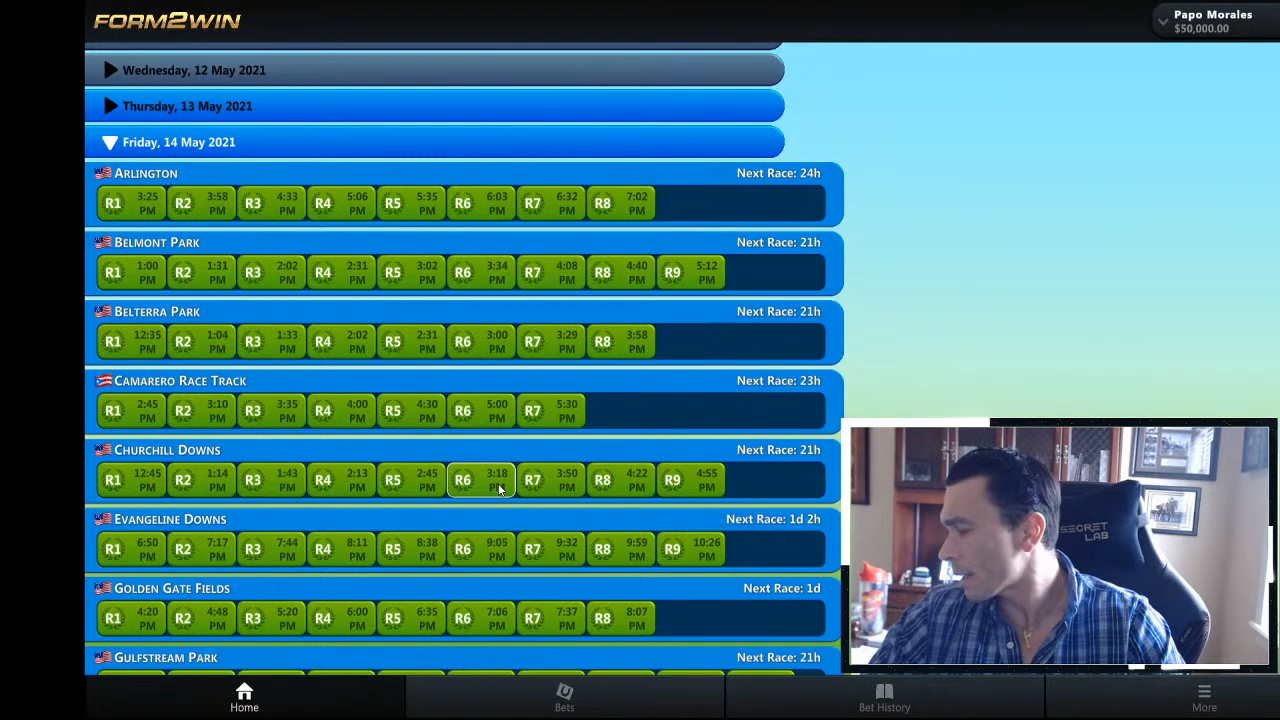 FORM2WIN
Papo Morales
$50,000.00
Wednesday, 12 May 2021
Thursday, 13 May 2021
Friday, 14 May 2021
ARLINGTON Next Race: 24h
R1 3:25 PM R2 3:58 PM R3 4:33 PM R4 5:06 PM R5 5:35 PM R6 6:03 PM R7 6:32 PM R8 7:02 PM
BELMONT PARK Next Race: 21h
R1 1:00 PM R2 1:31 PM R3 2:02 PM R4 2:31 PM R5 3:02 PM R6 3:34 PM R7 4:08 PM R8 4:40 PM R9 5:12 PM
BELTERRA PARK Next Race: 21h
R1 12:35 PM R2 1:04 PM R3 1:33 PM R4 2:02 PM R5 2:31 PM R6 3:00 PM R7 3:29 PM R8 3:58 PM
CAMARERO RACE TRACK Next Race: 23h
R1 2:45 PM R2 3:10 PM R3 3:35 PM R4 4:00 PM R5 4:30 PM R6 5:00 PM R7 5:30 PM
CHURCHILL DOWNS Next Race: 21h
R1 12:45 PM R2 1:14 PM R3 1:43 PM R4 2:13 PM R5 2:45 PM R6 3:18 PM R7 3:50 PM R8 4:22 PM R9 4:55 PM
EVANGELINE DOWNS Next Race: 1d 2h
R1 6:50 PM R2 7:17 PM R3 7:44 PM R4 8:11 PM R5 8:38 PM R6 9:05 PM R7 9:32 PM R8 9:59 PM R9 10:26 PM
GOLDEN GATE FIELDS Next Race: 1d
R1 4:20 PM R2 4:48 PM R3 5:20 PM R4 6:00 PM R5 6:35 PM R6 7:06 PM R7 7:37 PM R8 8:07 PM
GULFSTREAM PARK Next Race: 21h
SECRET
LAB
Home Bets Bet History More